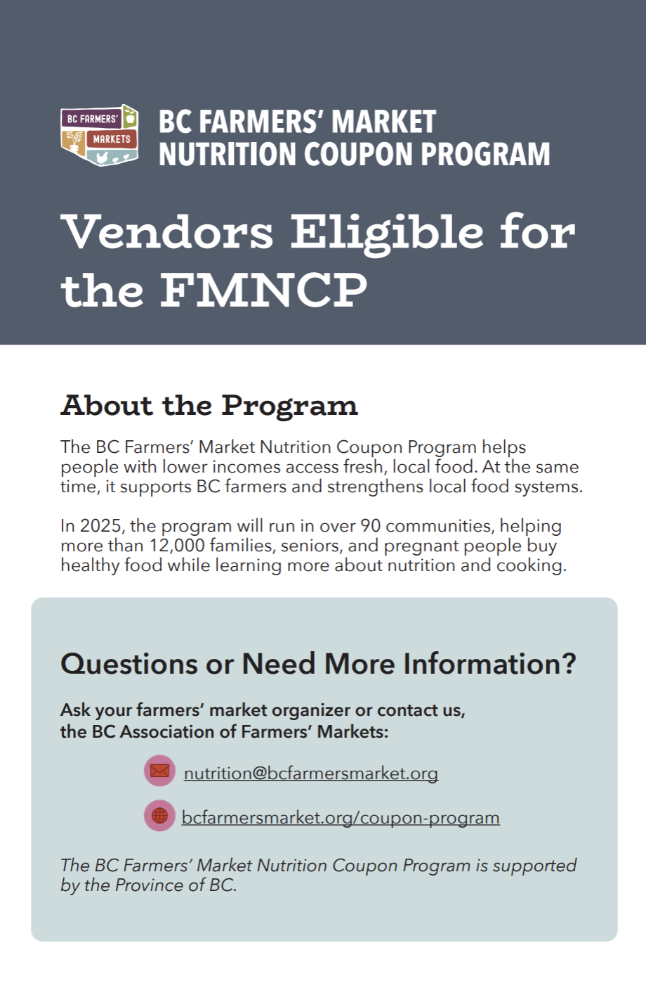 BC FARMERS'
MARKETS
BC FARMERS’ MARKET
NUTRITION COUPON PROGRAM
Vendors Eligible for
the FMNCP
About the Program
The BC Farmers’ Market Nutrition Coupon Program helps
people with lower incomes access fresh, local food. At the same
time, it supports BC farmers and strengthens local food systems.
In 2025, the program will run in over 90 communities, helping
more than 12,000 families, seniors, and pregnant people buy
healthy food while learning more about nutrition and cooking.
Questions or Need More Information?
Ask your farmers’ market organizer or contact us,
the BC Association of Farmers’ Markets:
nutrition@bcfarmersmarket.org
bcfarmersmarket.org/coupon-program
The BC Farmers’ Market Nutrition Coupon Program is supported
by the Province of BC.